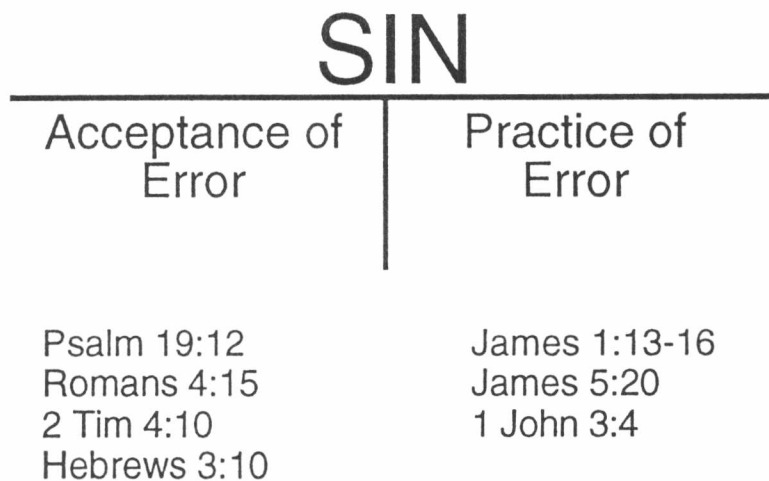 SIN
Acceptance of
Error
Practice of
Error
Psalm 19:12
Romans 4:15
2 Tim 4:10
Hebrews 3:10
James 1:13-16
James 5:20
1 John 3:4